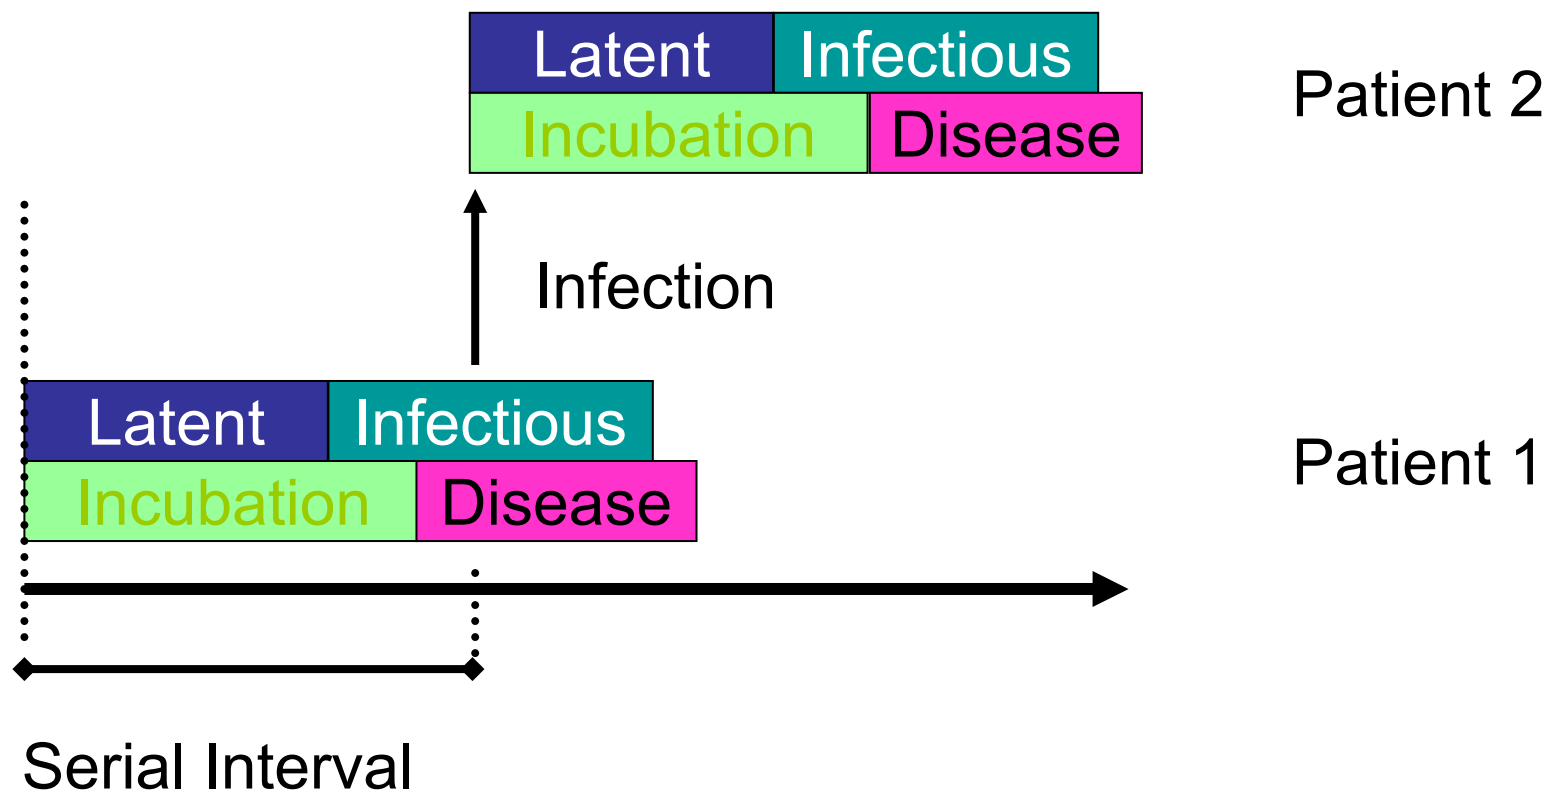 Latent Infectious
Patient 2
Incubation Disease
Infection
Latent Infectious
Patient 1
Incubation Disease
Serial Interval